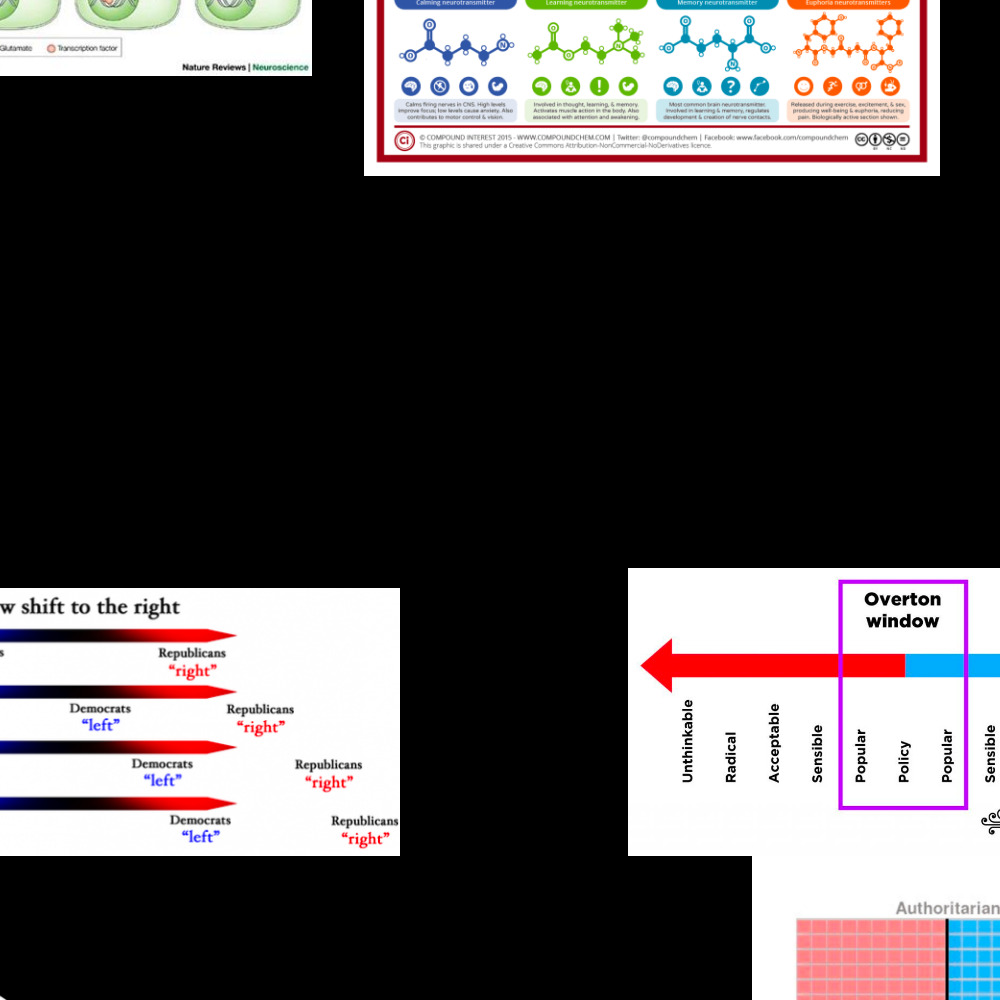 Glutamate
Transcription factor
Nature Reviews | Neuroscience
Calming neurotransmitter
Learning neurotransmitter
Memory neurotransmitter
Euphoria neurotransmitters
Calms firing nerves in CNS. High levels
improve focus; low levels cause anxiety. Also
contributes to motor control & vision.
Involved in thought, learning, & memory.
Activates muscle action in the body. Also
associated with attention and awakening.
Most common brain neurotransmitter.
Involved in learning & memory, regulates
development & creation of nerve contacts.
Released during exercise, excitement, & sex,
producing well-being & euphoria, reducing
pain. Biologically active section shown.
Ci
© COMPOUND INTEREST 2015 - WWW.COMPOUNDCHEM.COM | Twitter: @compoundchem | Facebook: www.facebook.com/compoundchem
This graphic is shared under a Creative Commons Attribution-NonCommercial-NoDerivatives licence.
w shift to the right
s
Republicans
“right”
Democrats
“left”
Republicans
“right”
Democrats
“left”
Republicans
“right”
Democrats
“left”
Republicans
“right”
Overton
window
Unthinkable
Radical
Acceptable
Sensible
Popular
Policy
Popular
Sensible
Authoritarian